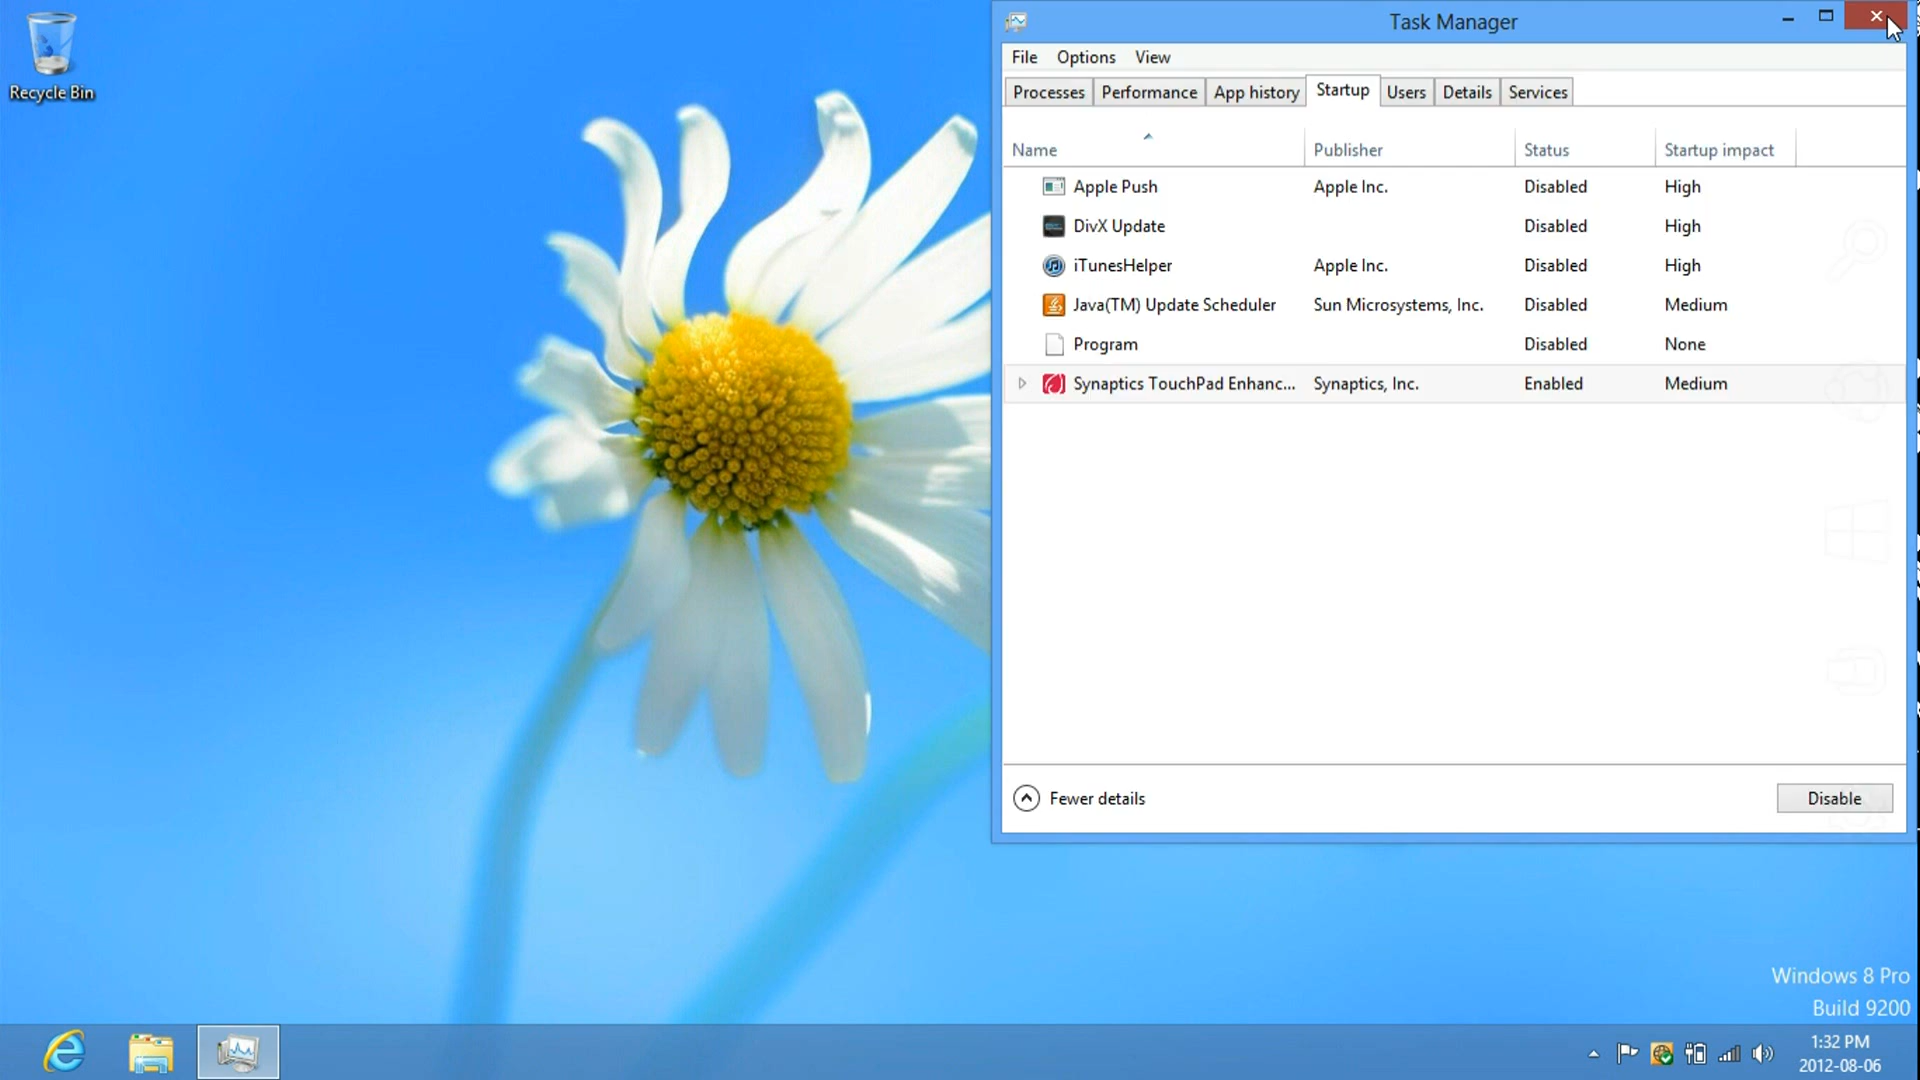 Recycle Bin
Task Manager
File Options View
Processes Performance App history Startup Users Details Services
Name Publisher Status Startup impact
Apple Push Apple Inc. Disabled High
DivX Update Disabled High
iTunesHelper Apple Inc. Disabled High
Java(TM) Update Scheduler Sun Microsystems, Inc. Disabled Medium
Program Disabled None
Synaptics TouchPad Enhanc... Synaptics, Inc. Enabled Medium
Fewer details Disable
Windows 8 Pro
Build 9200
1:32 PM
2012-08-06